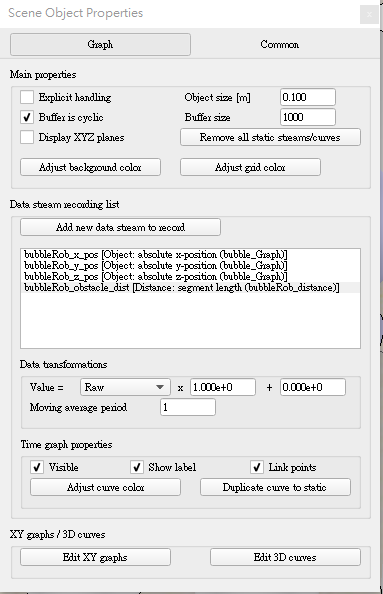 Scene Object Properties
x
Graph Common
Main properties
Explicit handling Object size [m] 0.100
Buffer is cyclic Buffer size 1000
Display XYZ planes Remove all static streams/curves
Adjust background color Adjust grid color
Data stream recording list
Add new data stream to record
bubbleRob_x_pos [Object: absolute x-position (bubble_Graph)]
bubbleRob_y_pos [Object: absolute y-position (bubble_Graph)]
bubbleRob_z_pos [Object: absolute z-position (bubble_Graph)]
bubbleRob_obstacle_dist [Distance: segment length (bubbleRob_distance)]
Data transformations
Value = Raw x 1.000e+0 + 0.000e+0
Moving average period 1
Time graph properties
Visible Show label Link points
Adjust curve color Duplicate curve to static
XY graphs / 3D curves
Edit XY graphs Edit 3D curves